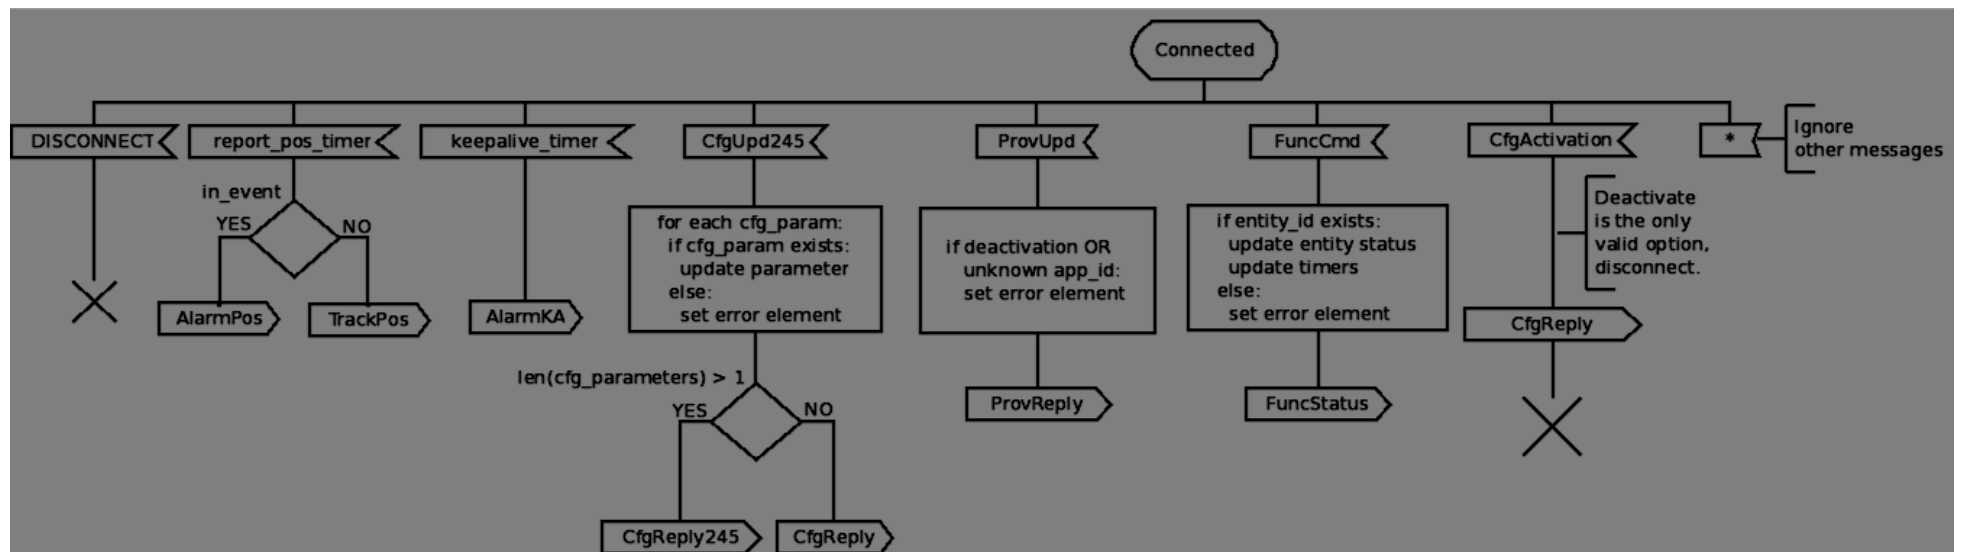 Connected
DISCONNECT
report_pos_timer
keepalive_timer
CfgUpd245
ProvUpd
FuncCmd
CfgActivation
*
Ignore
other messages
in_event
YES
NO
AlarmPos
TrackPos
AlarmKA
for each cfg_param:
if cfg_param exists:
update parameter
else:
set error element
len(cfg_parameters) > 1
YES
NO
CfgReply245
CfgReply
if deactivation OR
unknown app_id:
set error element
ProvReply
if entity_id exists:
update entity status
update timers
else:
set error element
FuncStatus
Deactivate
is the only
valid option,
disconnect.
CfgReply